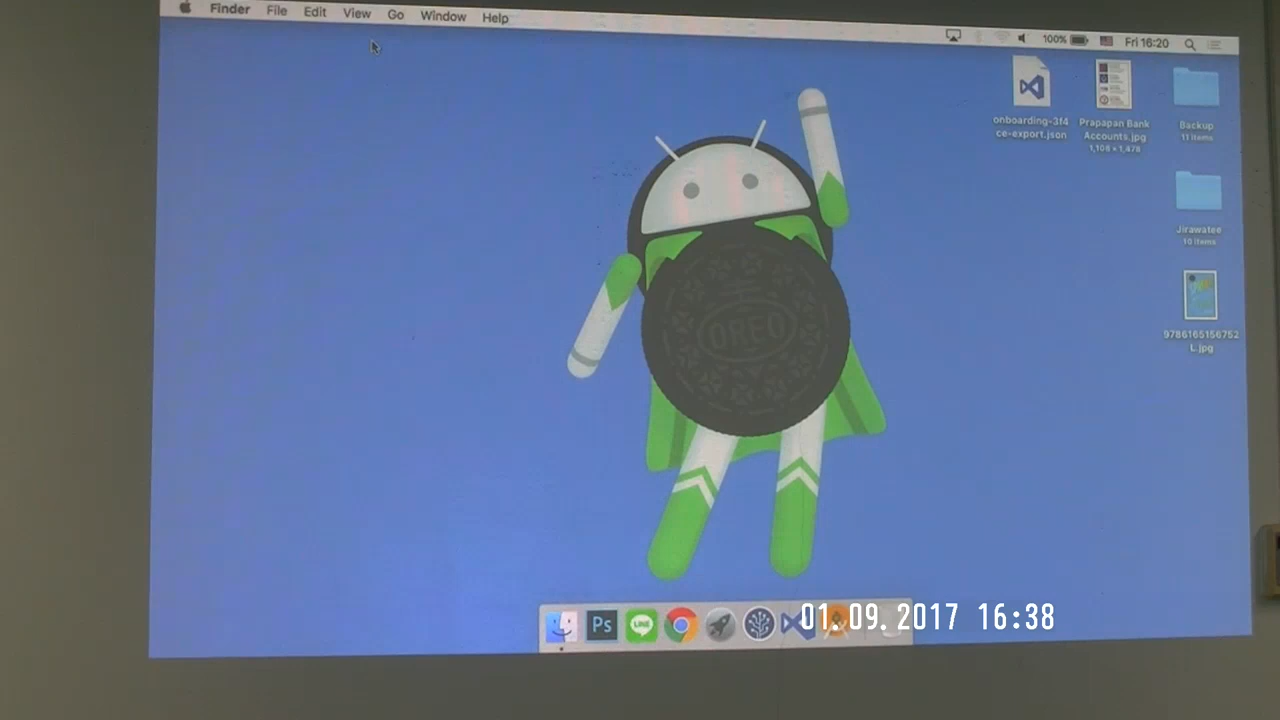 Finder File Edit View Go Window Help
100% Fri 16:20
onboarding-3f4
ce-export.json
Prapapan Bank
Accounts.jpg
1,108 × 1,478
Backup
11 items
Jirawatee
10 items
9786165156752
L.jpg
OREO
Ps
LINE
01.09.2017 16:38